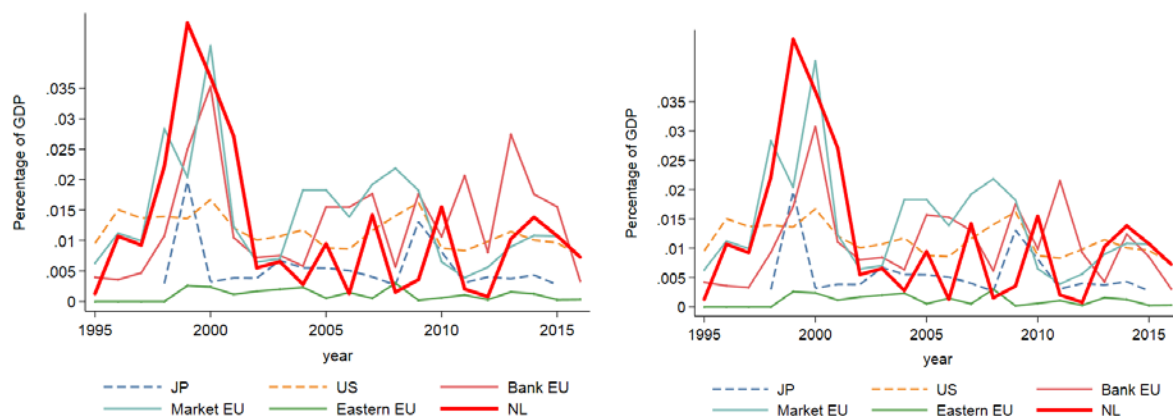 Percentage of GDP
.035
.03
.025
.02
.015
.01
.005
0
1995 2000 2005 2010 2015
year
JP US Bank EU
Market EU Eastern EU NL
Percentage of GDP
.035
.03
.025
.02
.015
.01
.005
0
1995 2000 2005 2010 2015
year
JP US Bank EU
Market EU Eastern EU NL